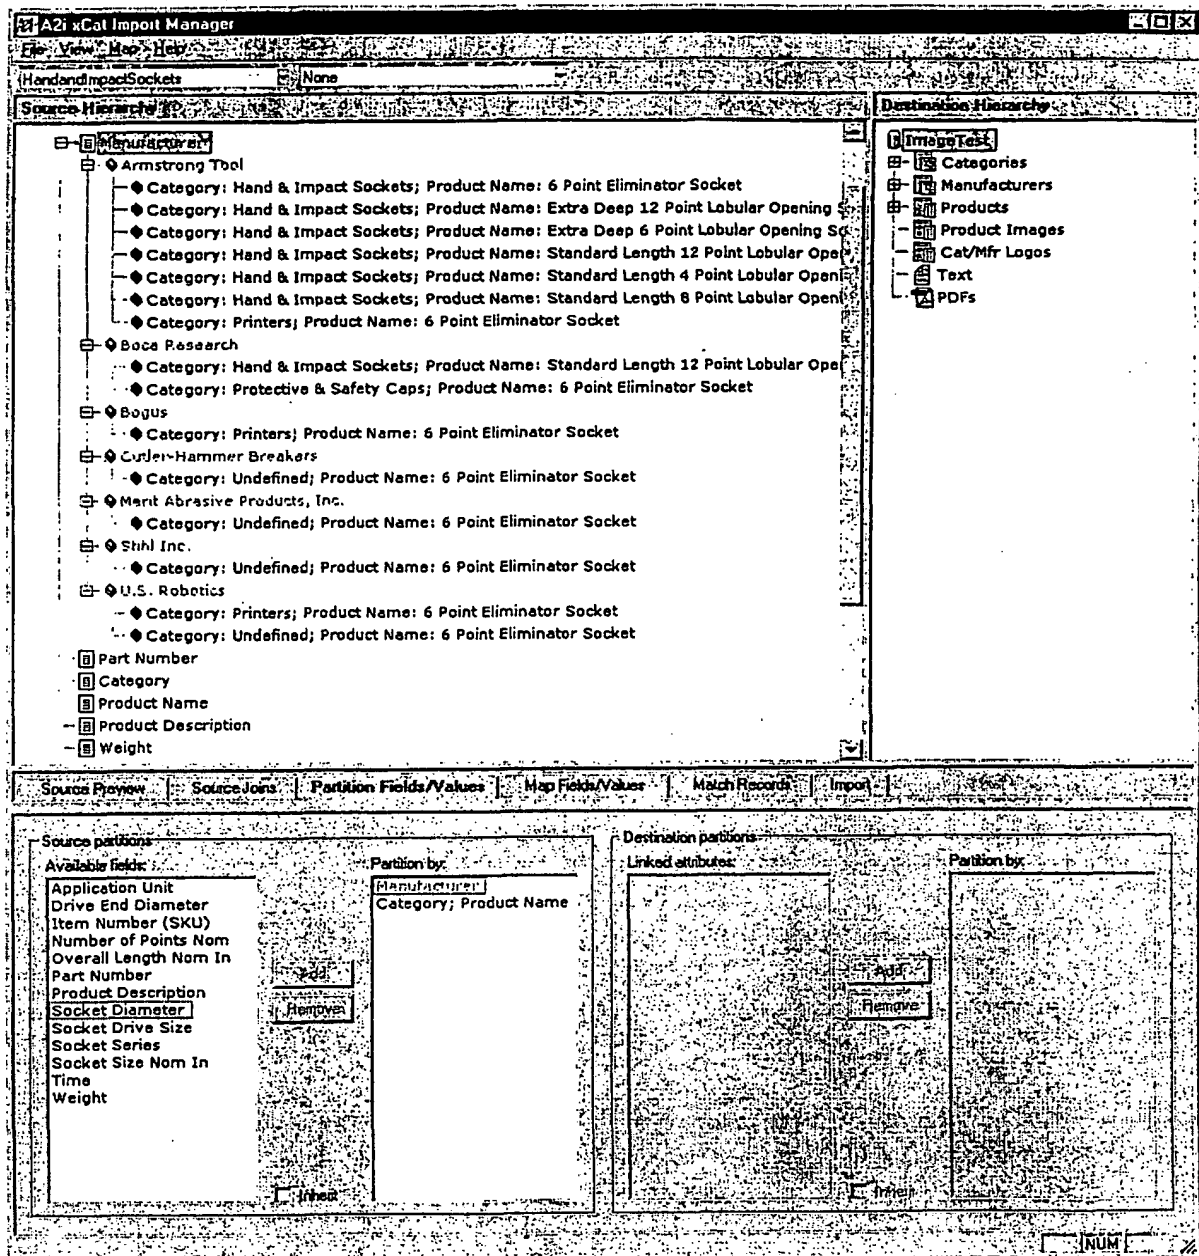 A2i xCat Import Manager
File View Map Help
HandandImpactSockets
None
Source Hierarchy
Destination Hierarchy
Manufacturer
Armstrong Tool
Category: Hand & Impact Sockets; Product Name: 6 Point Eliminator Socket
Category: Hand & Impact Sockets; Product Name: Extra Deep 12 Point Lobular Opening S
Category: Hand & Impact Sockets; Product Name: Extra Deep 6 Point Lobular Opening So
Category: Hand & Impact Sockets; Product Name: Standard Length 12 Point Lobular Oper
Category: Hand & Impact Sockets; Product Name: Standard Length 4 Point Lobular Openi
Category: Hand & Impact Sockets; Product Name: Standard Length 8 Point Lobular Openi
Category: Printers; Product Name: 6 Point Eliminator Socket
Boca Research
Category: Hand & Impact Sockets; Product Name: Standard Length 12 Point Lobular Ope
Category: Protective & Safety Caps; Product Name: 6 Point Eliminator Socket
Bogus
Category: Printers; Product Name: 6 Point Eliminator Socket
Cutler-Hammer Breakers
Category: Undefined; Product Name: 6 Point Eliminator Socket
Merit Abrasive Products, Inc.
Category: Undefined; Product Name: 6 Point Eliminator Socket
Stihl Inc.
Category: Undefined; Product Name: 6 Point Eliminator Socket
U.S. Robotics
Category: Printers; Product Name: 6 Point Eliminator Socket
Category: Undefined; Product Name: 6 Point Eliminator Socket
Part Number
Category
Product Name
Product Description
Weight
ImageTest
Categories
Manufacturers
Products
Product Images
Cat/Mfr Logos
Text
PDFs
Source Preview
Source Joins
Partition Fields/Values
Map Fields/Values
Match Records
Import
Source partitions
Available fields:
Application Unit
Drive End Diameter
Item Number (SKU)
Number of Points Nom
Overall Length Nom In
Part Number
Product Description
Socket Diameter
Socket Drive Size
Socket Series
Socket Size Nom In
Time
Weight
Add
Remove
Inherit
Partition by:
Manufacturer
Category; Product Name
Destination partitions
Linked attributes:
Add
Remove
Inherit
Partition by:
NUM